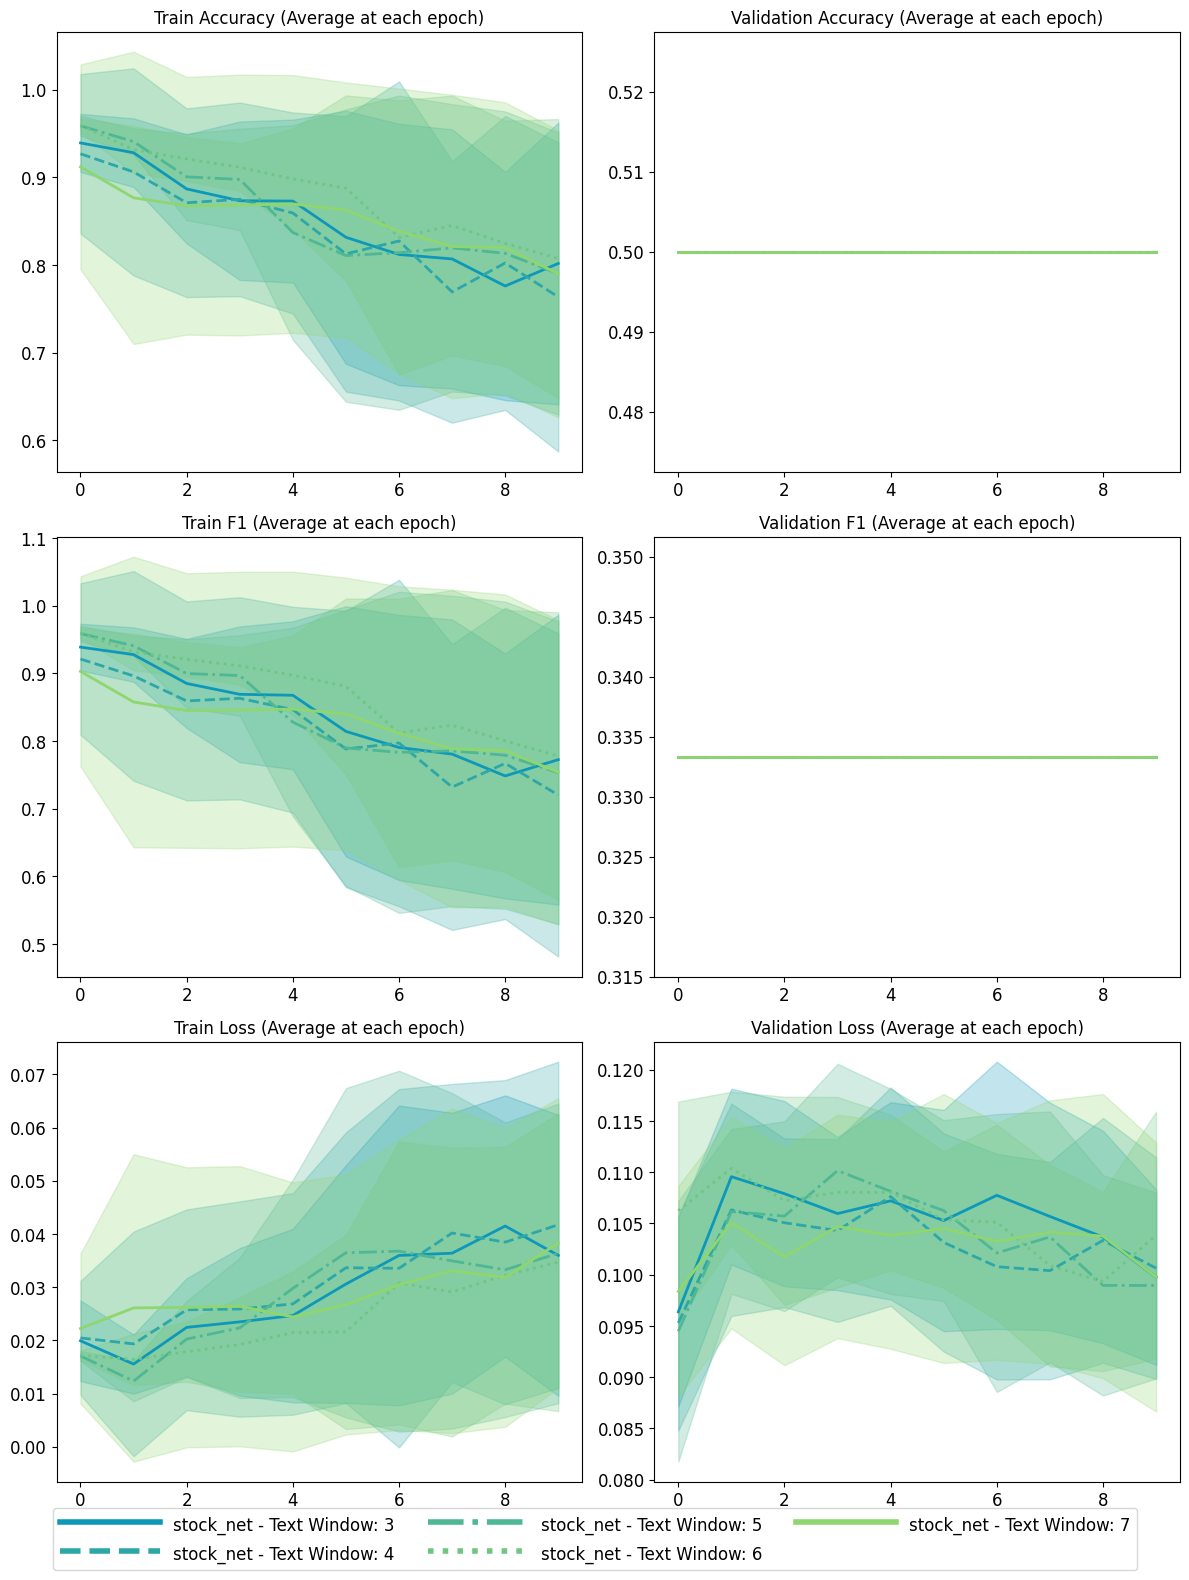 Train Accuracy (Average at each epoch)
1.0
0.9
0.8
0.7
0.6
0 2 4 6 8
Validation Accuracy (Average at each epoch)
0.52
0.51
0.50
0.49
0.48
0 2 4 6 8
Train F1 (Average at each epoch)
1.1
1.0
0.9
0.8
0.7
0.6
0.5
0 2 4 6 8
Validation F1 (Average at each epoch)
0.350
0.345
0.340
0.335
0.330
0.325
0.320
0.315
0 2 4 6 8
Train Loss (Average at each epoch)
0.07
0.06
0.05
0.04
0.03
0.02
0.01
0.00
0 2 4 6 8
Validation Loss (Average at each epoch)
0.120
0.115
0.110
0.105
0.100
0.095
0.090
0.085
0.080
0 2 4 6 8
stock_net - Text Window: 3
stock_net - Text Window: 4
stock_net - Text Window: 5
stock_net - Text Window: 6
stock_net - Text Window: 7